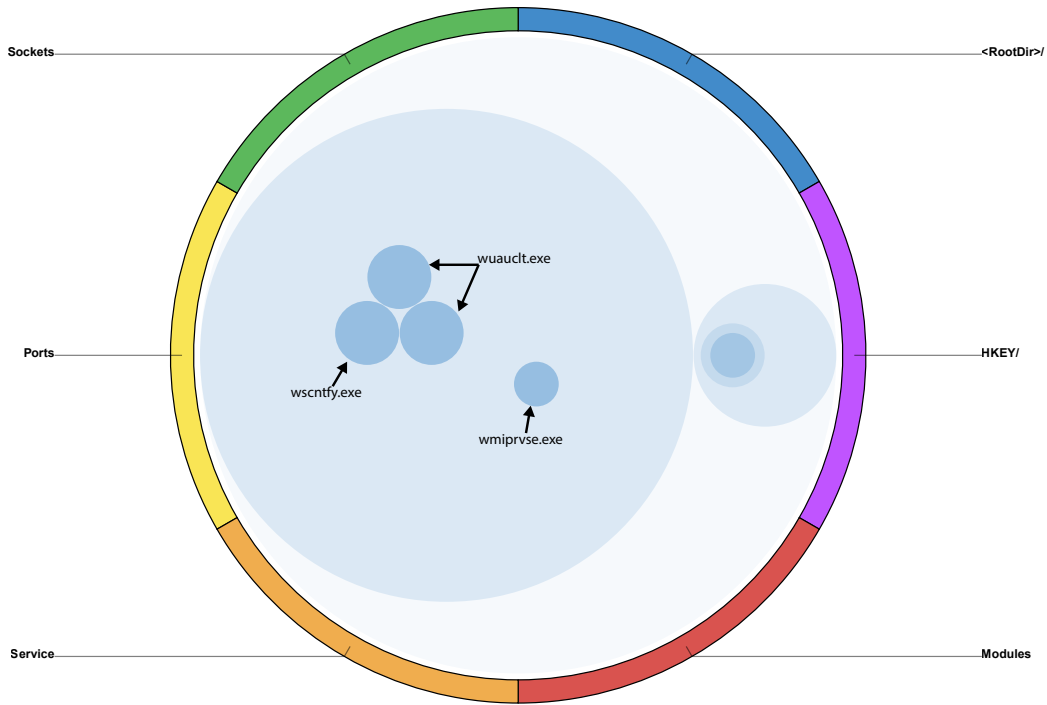 Sockets
<RootDir>/
wuauclt.exe
Ports
HKEY/
wscntfy.exe
wmiprvse.exe
Service
Modules